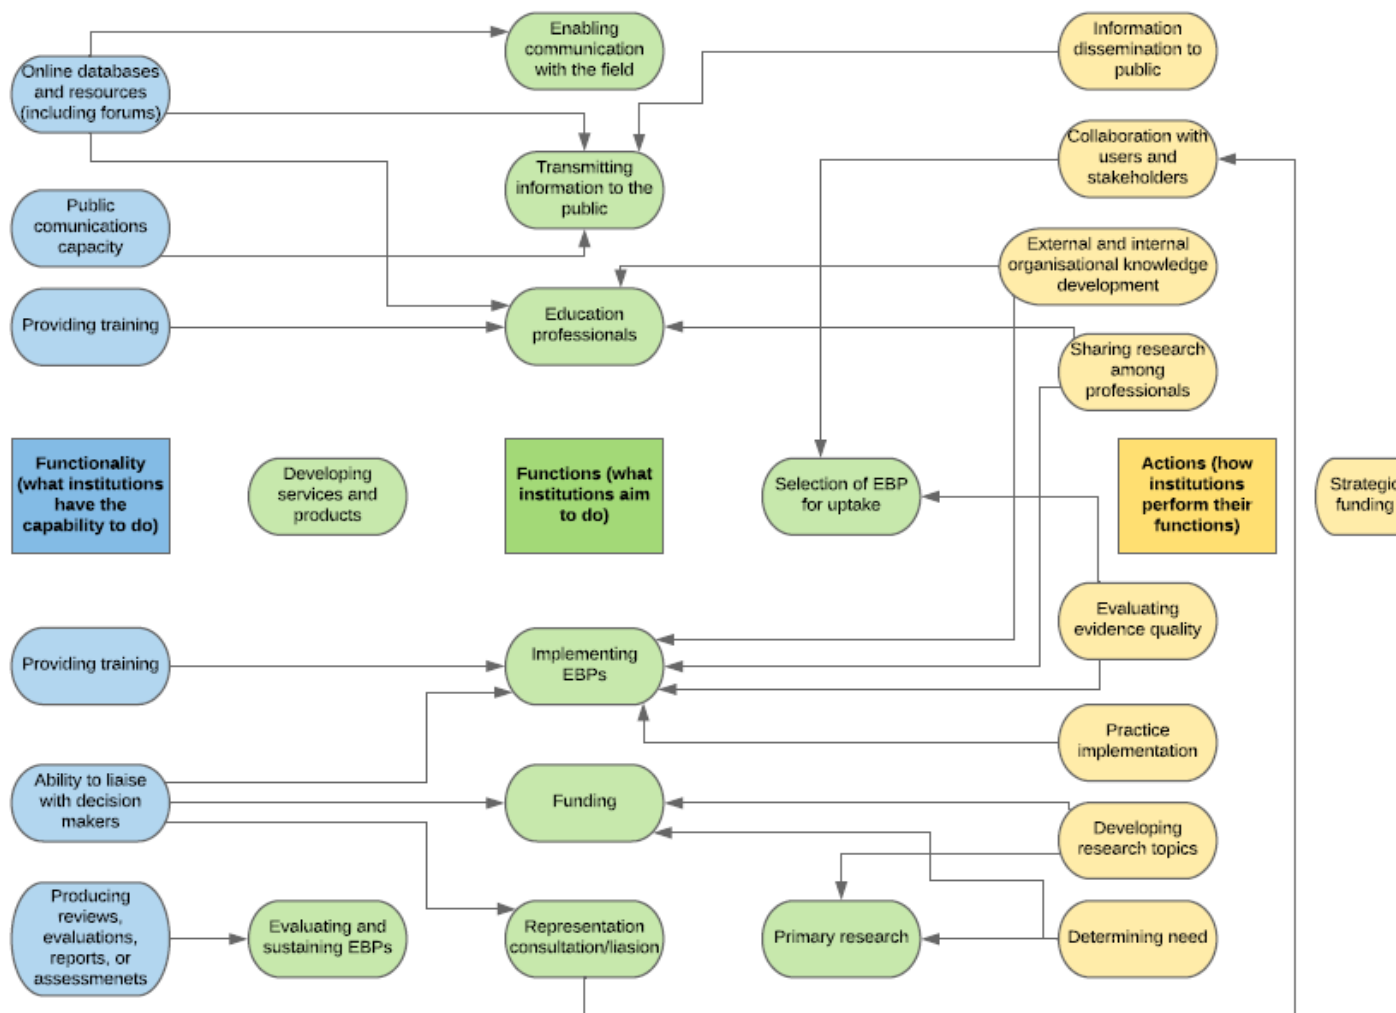 Enabling
communication
with the field
Information
dissemination to
public
Online databases
and resources
(including forums)
Collaboration with
users and
stakeholders
Transmitting
information to the
public
Public
comunications
capacity
External and internal
organisational knowledge
development
Providing training
Education
professionals
Sharing research
among
professionals
Functionality
(what institutions
have the
capability to do)
Developing
services and
products
Functions (what
institutions aim
to do)
Selection of EBP
for uptake
Actions (how
institutions
perform their
functions)
Strategic
funding
Evaluating
evidence quality
Providing training
Implementing
EBPs
Practice
implementation
Ability to liaise
with decision
makers
Funding
Developing
research topics
Producing
reviews,
evaluations,
reports, or
assessmenets
Evaluating and
sustaining EBPs
Representation
consultation/liasion
Primary research
Determining need